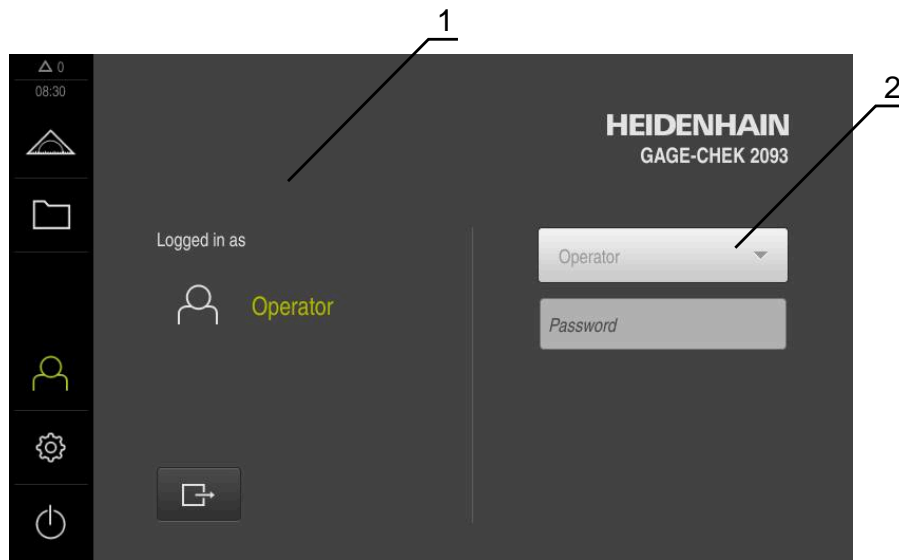 1
0
08:30
2
HEIDENHAIN
GAGE-CHEK 2093
Logged in as
Operator
Operator
Password